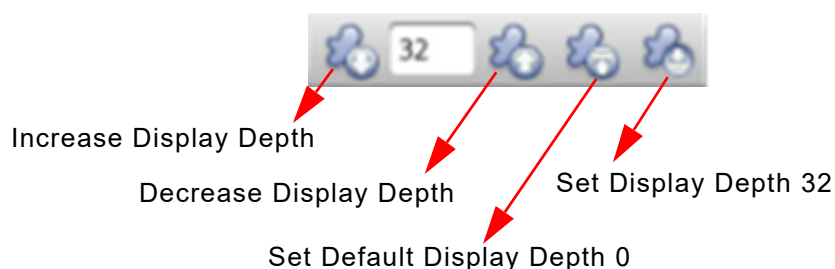 32
Increase Display Depth
Decrease Display Depth
Set Display Depth 32
Set Default Display Depth 0